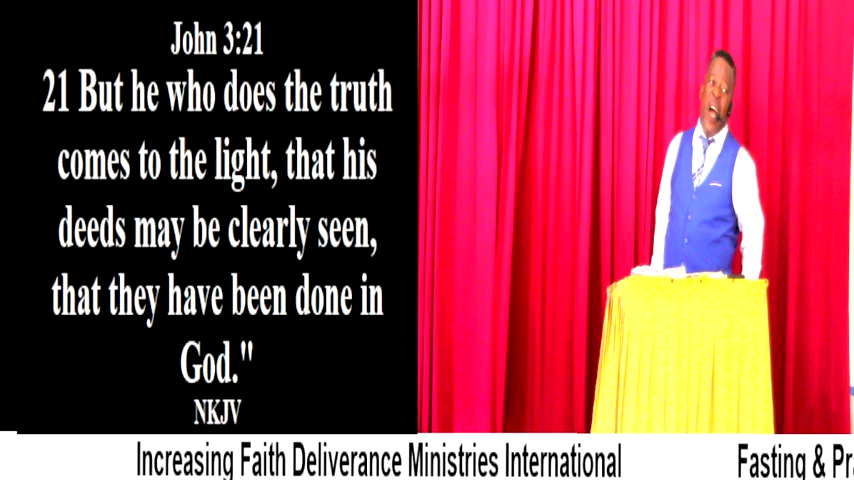 John 3:21
21 But he who does the truth
comes to the light, that his
deeds may be clearly seen,
that they have been done in
God."
NKJV
Increasing Faith Deliverance Ministries International
Fasting &